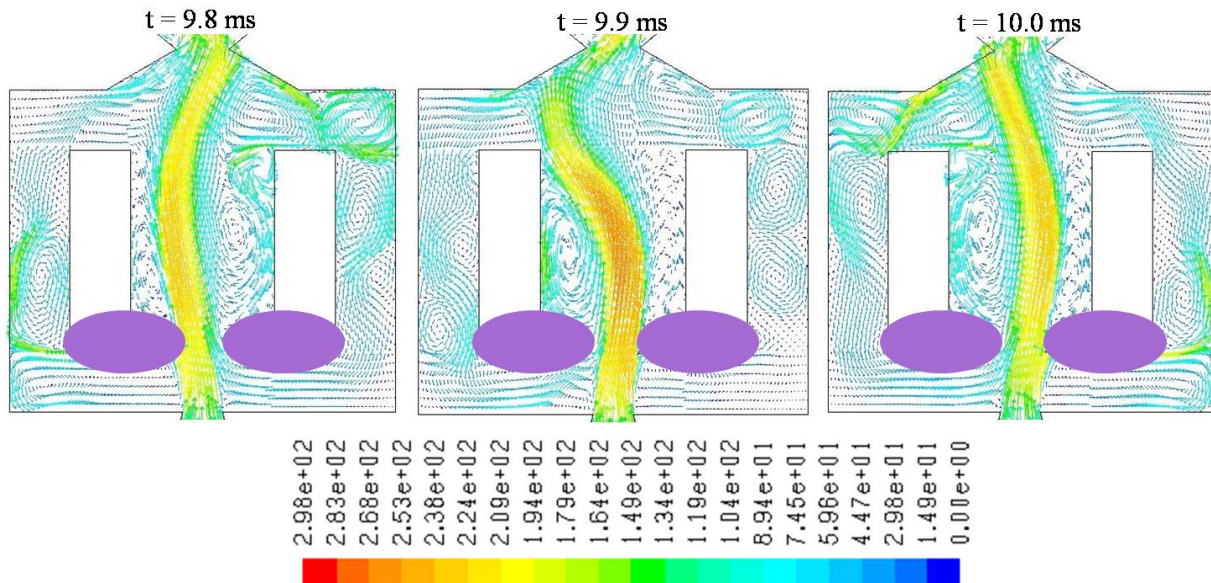 t = 9.8 ms
t = 9.9 ms
t = 10.0 ms
2.98e+02
2.83e+02
2.68e+02
2.53e+02
2.38e+02
2.24e+02
2.09e+02
1.94e+02
1.79e+02
1.64e+02
1.49e+02
1.34e+02
1.19e+02
1.04e+02
8.94e+01
7.45e+01
5.96e+01
4.47e+01
2.98e+01
1.49e+01
0.00e+00